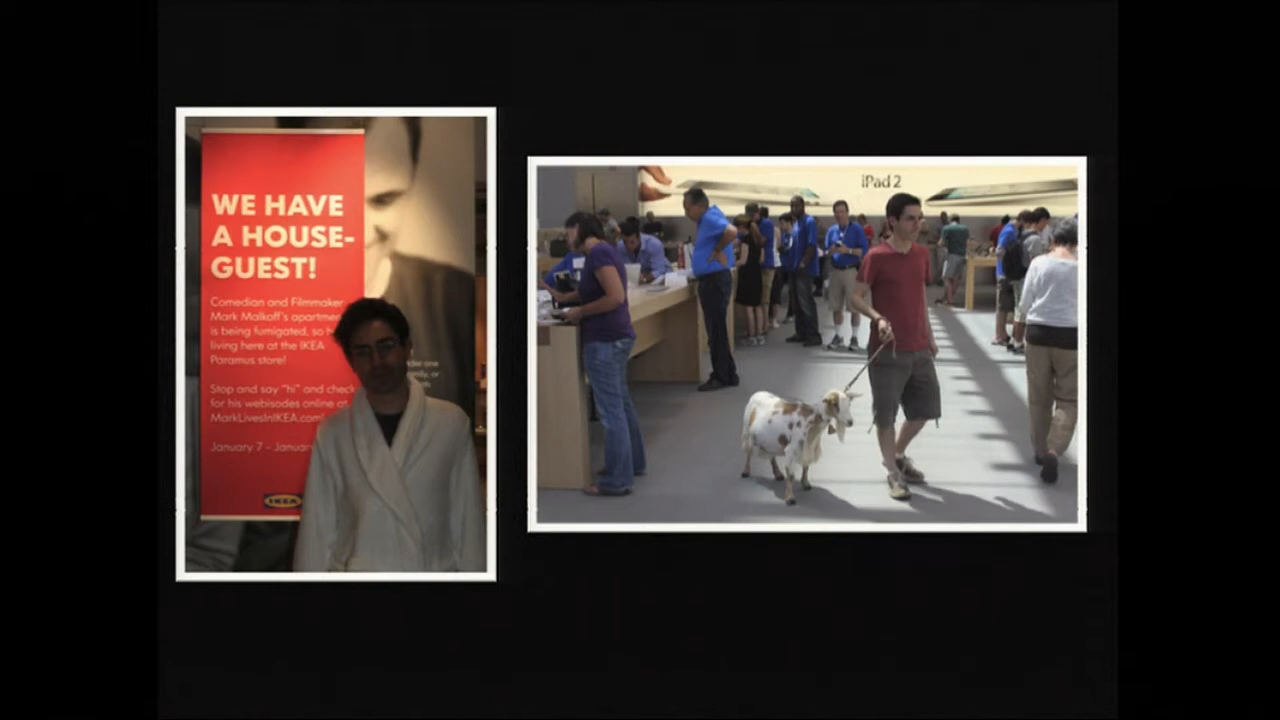 WE HAVE
A HOUSE-
GUEST!
Comedian and Filmmaker
Mark Malkoff's
is being fumigated, so
living here at the IKEA
Paramus store!
Stop and say "hi" and check
for his webisodes online at
MarkLivesInIKEA.com
January 7 - January
IKEA
iPad 2